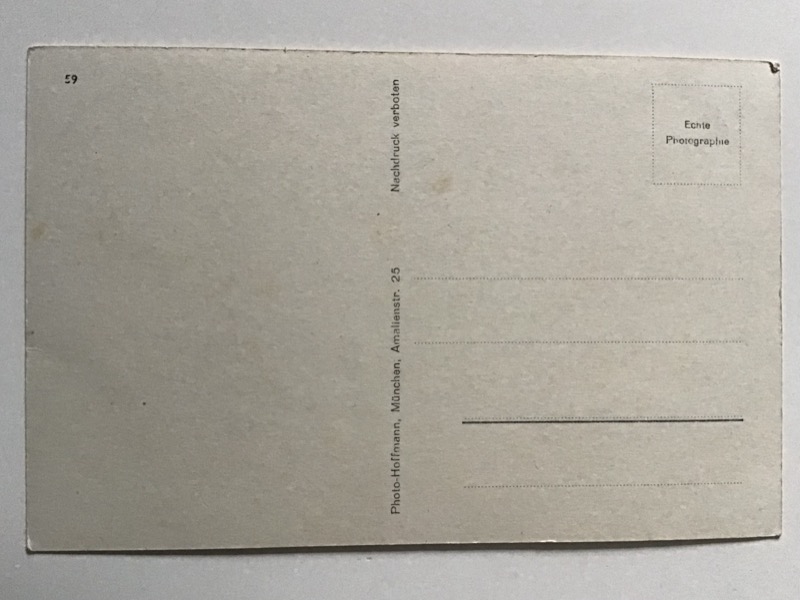 59
Photo-Hoffmann, München, Amalienstr. 25 Nachdruck verboten
Echte
Photographie